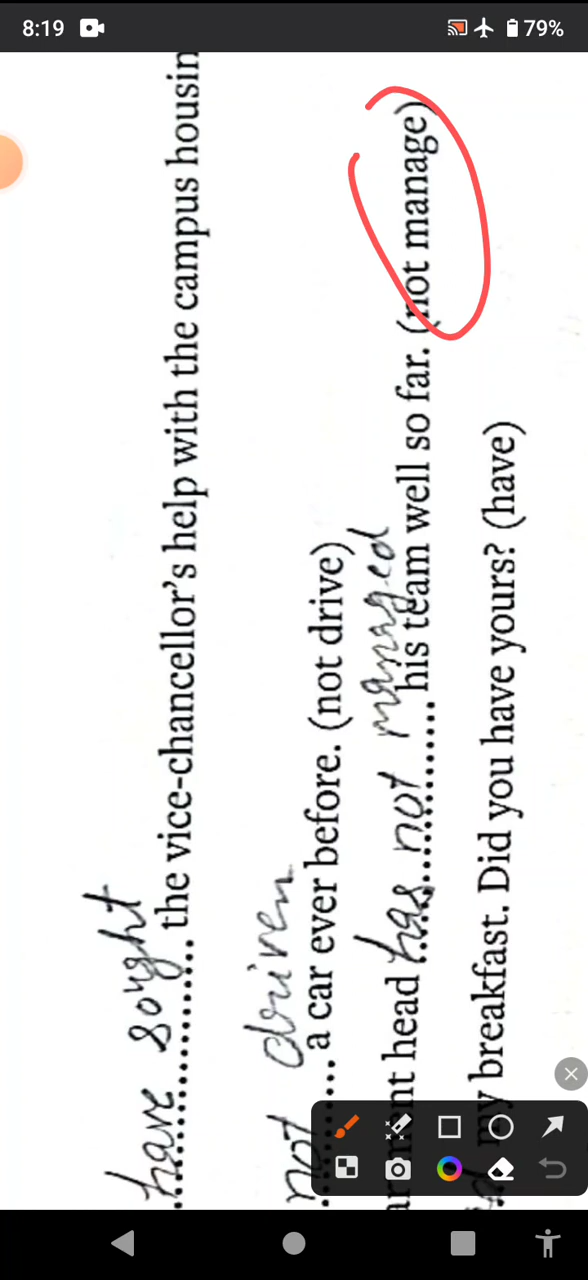 8:19
79%
have sought
the vice-chancellor's help with the campus housin
not driven
a car ever before. (not drive)
has not managed
head his team well so far. (not manage)
my breakfast. Did you have yours? (have)